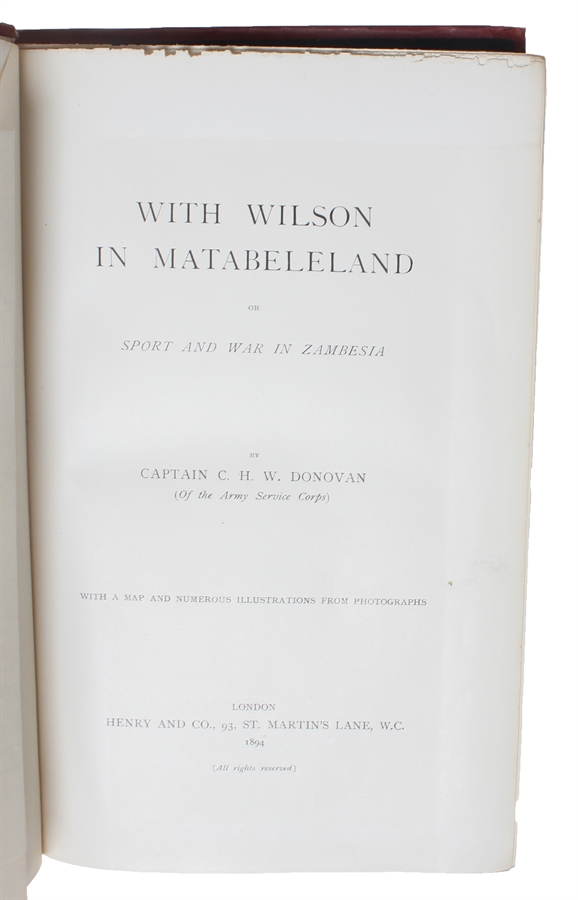 WITH WILSON
IN MATABELELAND
OR
SPORT AND WAR IN ZAMBESIA
BY
CAPTAIN C. H. W. DONOVAN
(Of the Army Service Corps)
WITH A MAP AND NUMEROUS ILLUSTRATIONS FROM PHOTOGRAPHS
LONDON
HENRY AND CO., 93, ST. MARTIN'S LANE, W.C.
1894
(All rights reserved)